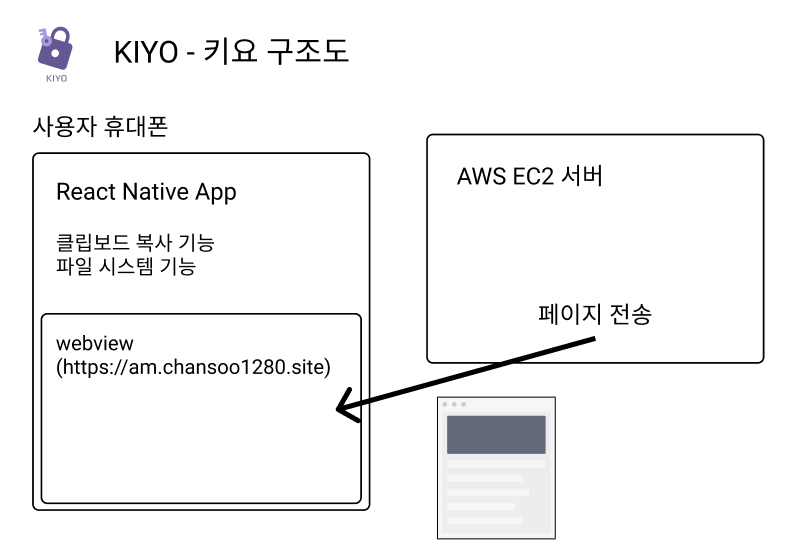 KIYO
KIYO - 키요 구조도
사용자 휴대폰
React Native App
클립보드 복사 기능
파일 시스템 기능
webview
(https://am.chansoo1280.site)
AWS EC2 서버
페이지 전송